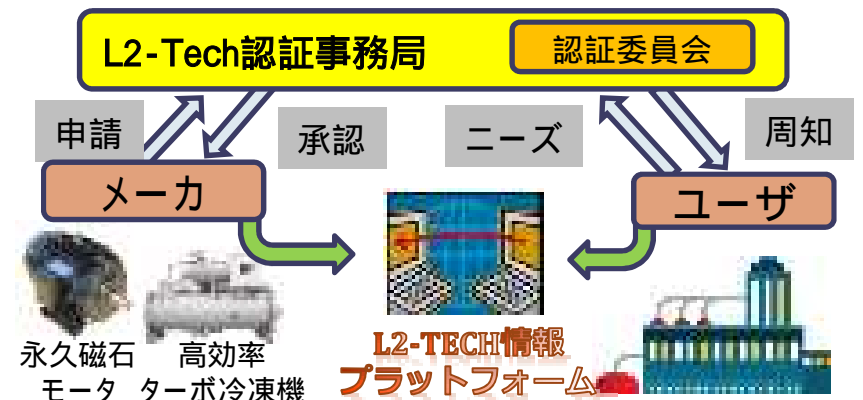 L2-Tech認証事務局
認証委員会
申請
承認
ニーズ
周知
メーカ
ユーザ
永久磁石
モータ
高効率
ターボ冷凍機
L2-TECH情報
プラットフォーム